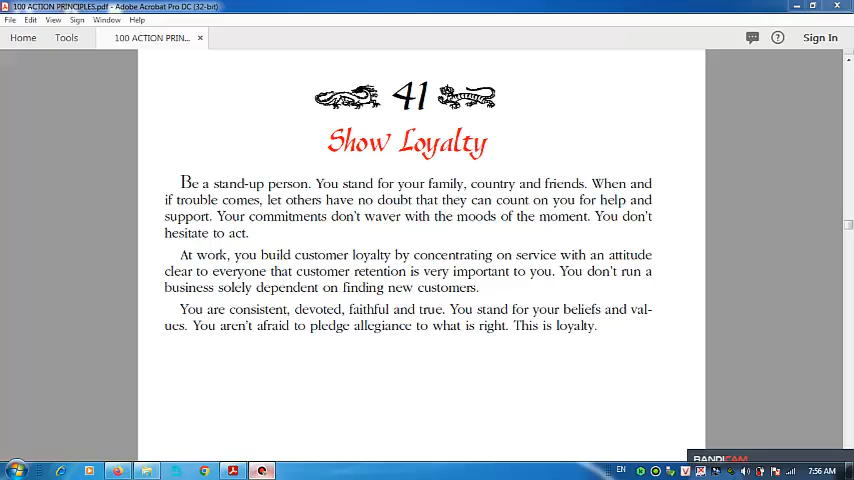 100 ACTION PRINCIPLES.pdf - Adobe Acrobat Pro DC (32-bit)
File Edit View Sign Window Help
Home Tools 100 ACTION PRIN... × Sign In
41
Show Loyalty
Be a stand-up person. You stand for your family, country and friends. When and
if trouble comes, let others have no doubt that they can count on you for help and
support. Your commitments don't waver with the moods of the moment. You don't
hesitate to act.
At work, you build customer loyalty by concentrating on service with an attitude
clear to everyone that customer retention is very important to you. You don't run a
business solely dependent on finding new customers.
You are consistent, devoted, faithful and true. You stand for your beliefs and val-
ues. You aren't afraid to pledge allegiance to what is right. This is loyalty.
BANDICAM
EN 7:56 AM